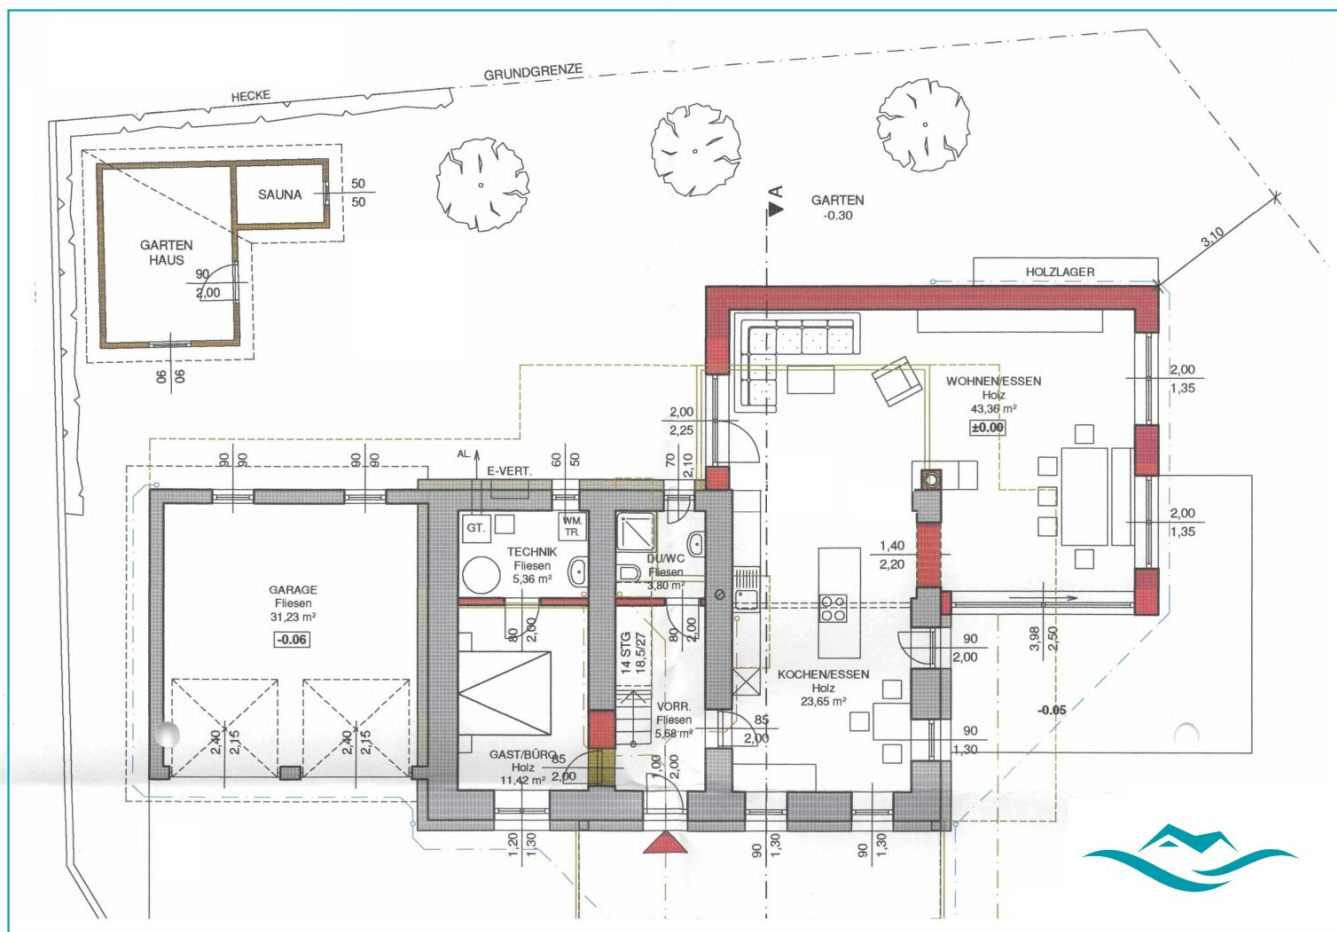 GRUNDGRENZE
HECKE
SAUNA
50
50
GARTEN
HAUS
90
2,00
90
90
A
GARTEN
-0.30
3,10
HOLZLAGER
WOHNEN/ESSEN
Holz
43,36 m²
±0.00
2,00
1,35
2,00
1,35
2,00
2,25
90
90
90
90
AL.
E-VERT.
60
50
70
2,10
GT.
WM.
TR.
TECHNIK
Fliesen
5,36 m²
DU/WC
Fliesen
3,80 m²
1,40
2,20
GARAGE
Fliesen
31,23 m²
-0.06
80
2,00
14 STG
18,5/27
80
2,00
90
2,00
3,98
2,50
KOCHEN/ESSEN
Holz
23,65 m²
VORR.
Fliesen
5,68 m²
85
2,00
-0.05
90
1,30
2,40
2,15
2,40
2,15
GAST/BÜRO
Holz
11,42 m²
85
2,00
1,00
2,00
1,20
1,30
90
1,30
90
1,30